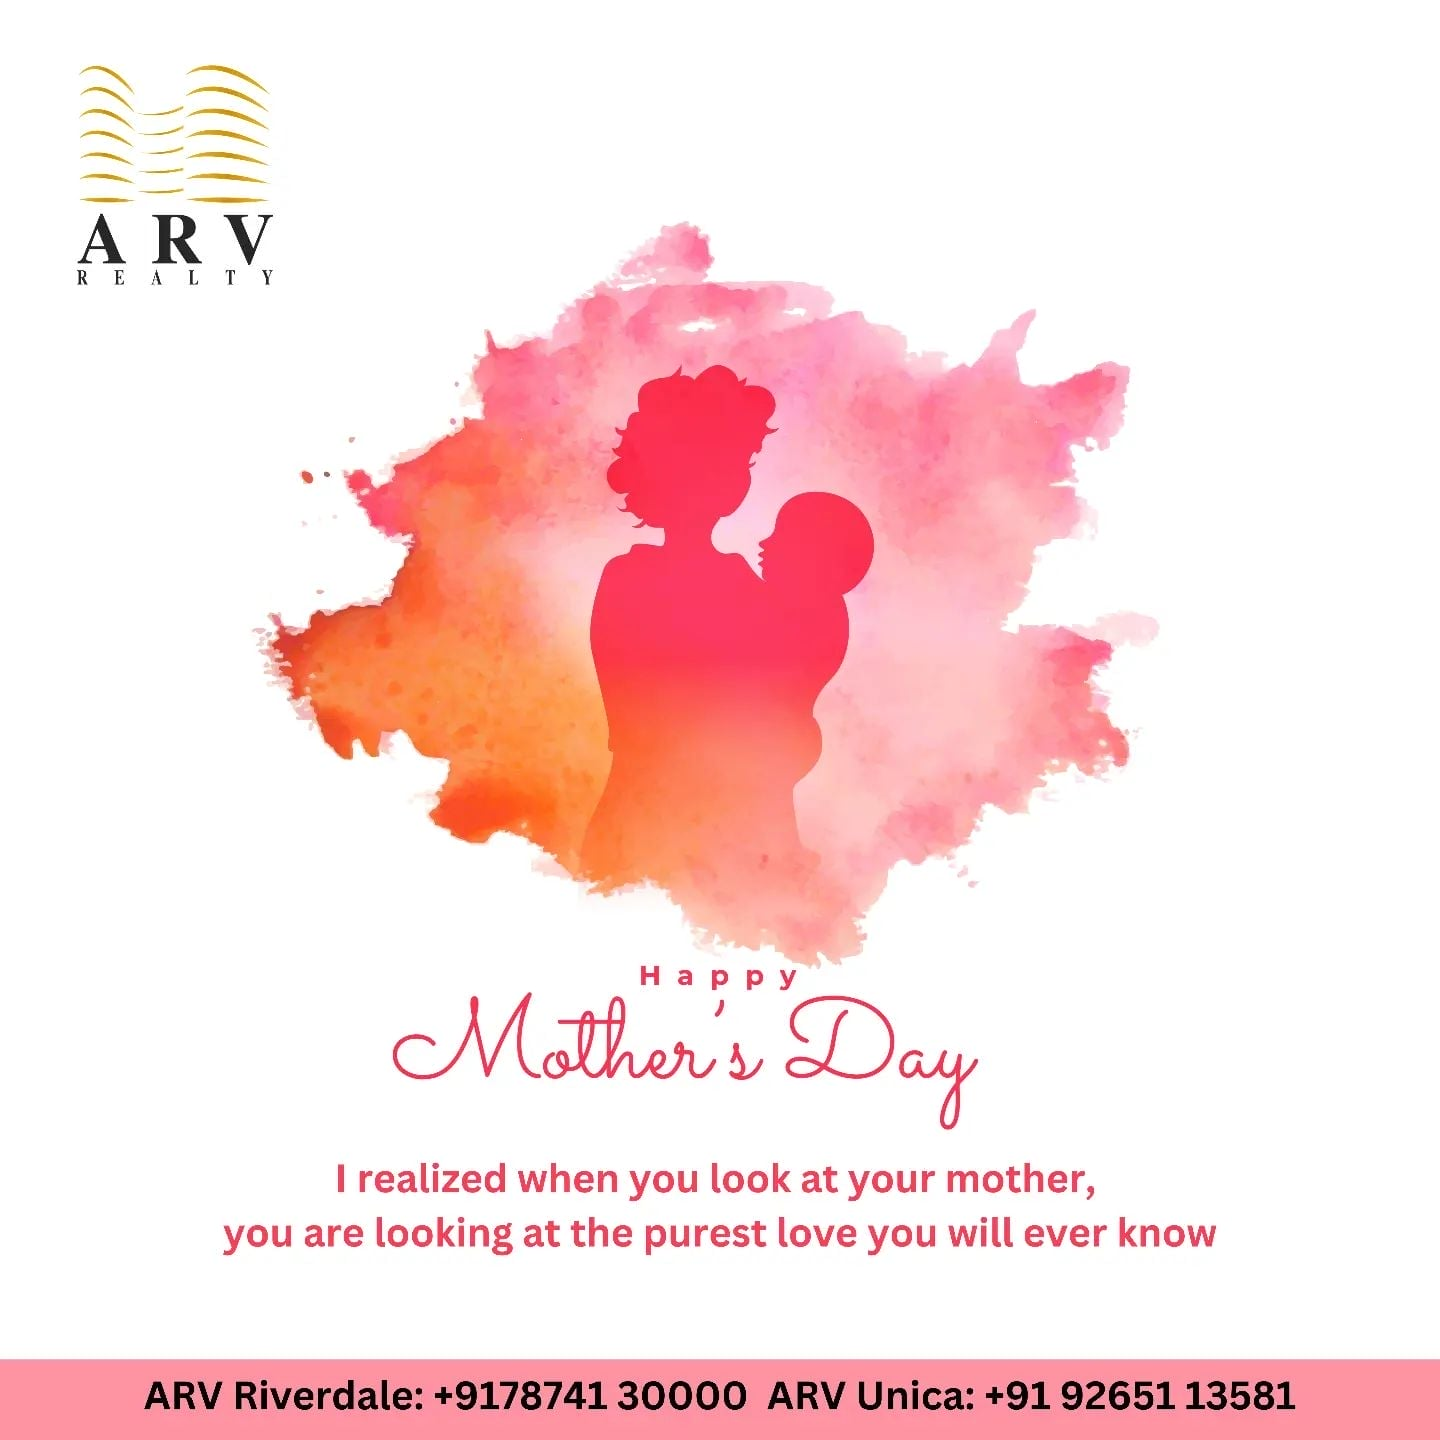 ARV
REALTY
Happy
Mother's Day
I realized when you look at your mother,
you are looking at the purest love you will ever know
ARV Riverdale: +9178741 30000 ARV Unica: +91 92651 13581